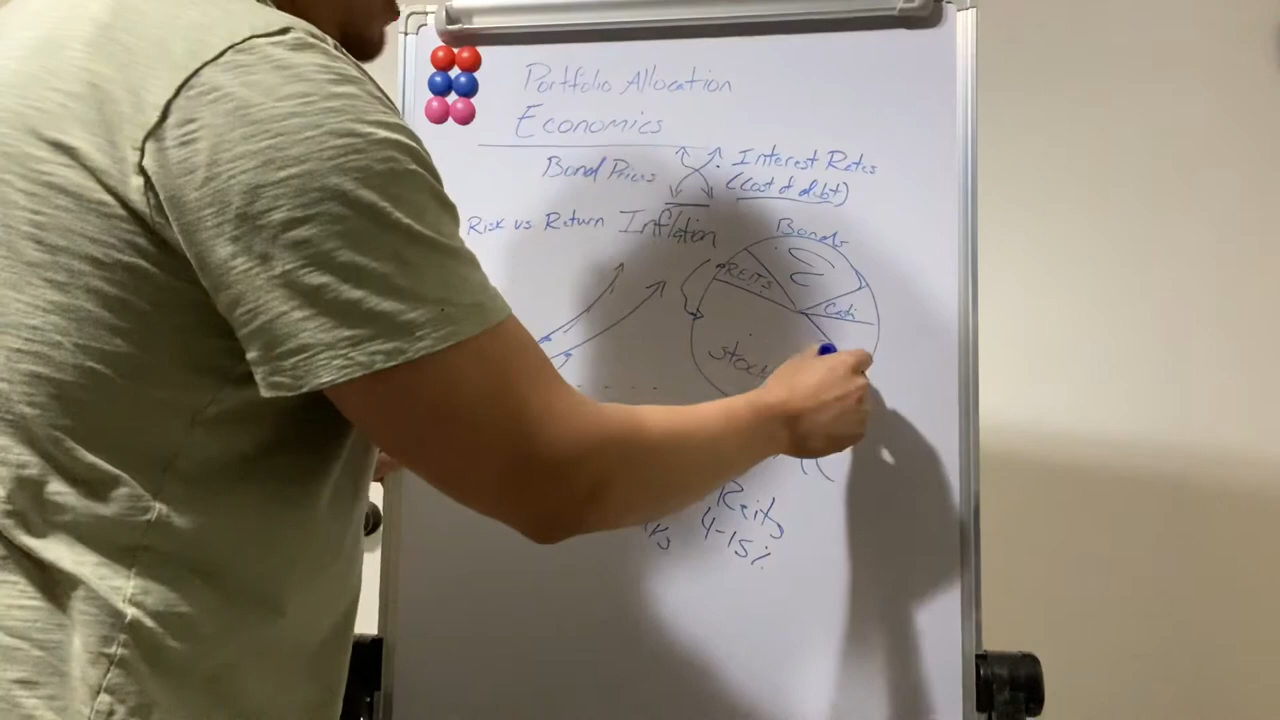 Portfolio Allocation
Economics
Bond Prices
Interest Rates
(cost of debt)
Risk vs Return Inflation
Bonds
REITs
Cash
Reits
4-15%